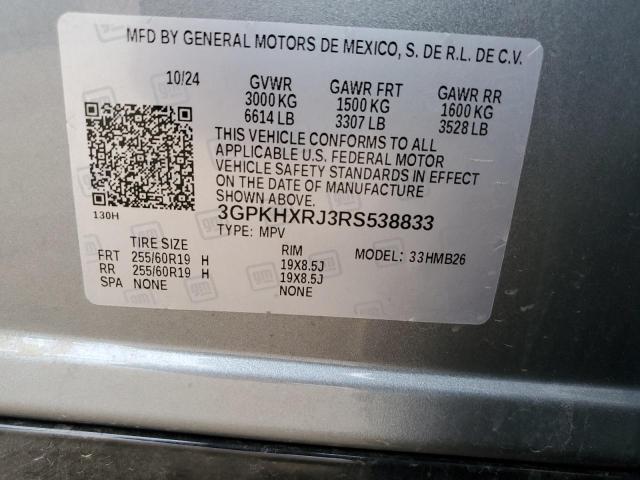 MFD BY GENERAL MOTORS DE MEXICO, S. DE R.L. DE C.V.
10/24 GVWR GAWR FRT GAWR RR
3000 KG 1500 KG 1600 KG
6614 LB 3307 LB 3528 LB
THIS VEHICLE CONFORMS TO ALL
APPLICABLE U.S. FEDERAL MOTOR
VEHICLE SAFETY STANDARDS IN EFFECT
ON THE DATE OF MANUFACTURE
SHOWN ABOVE.
130H
3GPKHXRJ3RS538833
TYPE: MPV
TIRE SIZE RIM MODEL: 33HMB26
FRT 255/60R19 H 19X8.5J
RR 255/60R19 H 19X8.5J
SPA NONE NONE
gm